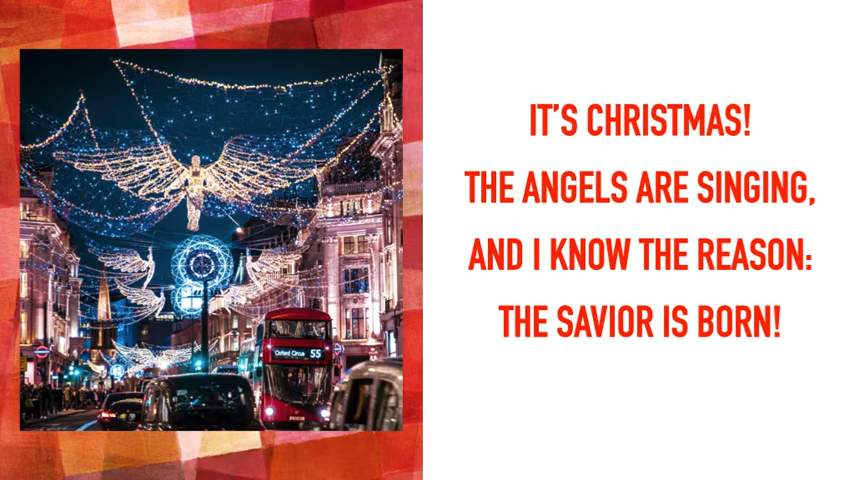 Oxford Circus 55
IT'S CHRISTMAS!
THE ANGELS ARE SINGING,
AND I KNOW THE REASON:
THE SAVIOR IS BORN!